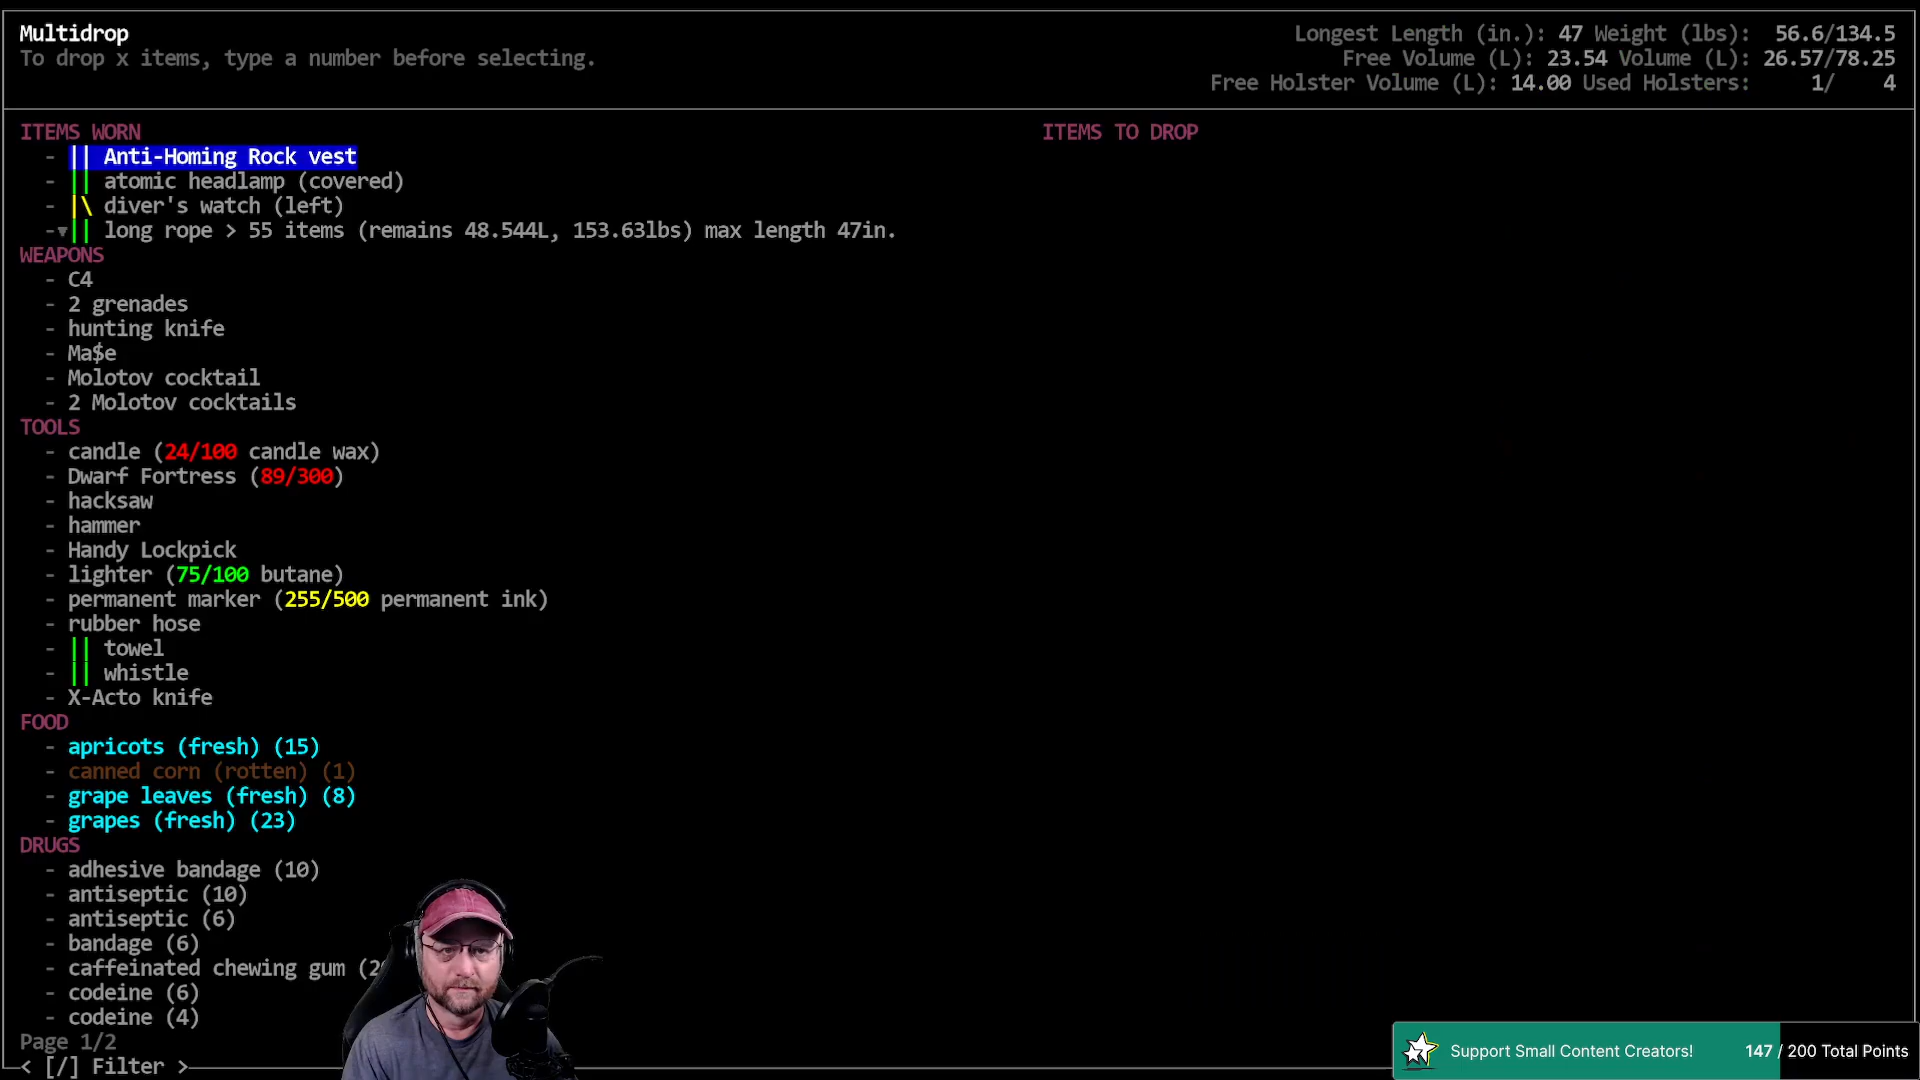 Multidrop
To drop x items, type a number before selecting.
Longest Length (in.): 47 Weight (lbs): 56.6/134.5
Free Volume (L): 23.54 Volume (L): 26.57/78.25
Free Holster Volume (L): 14.00 Used Holsters: 1/ 4
ITEMS WORN
- || Anti-Homing Rock vest
- || atomic headlamp (covered)
- |\ diver's watch (left)
-▾|| long rope > 55 items (remains 48.544L, 153.63lbs) max length 47in.
WEAPONS
- C4
- 2 grenades
- hunting knife
- Ma$e
- Molotov cocktail
- 2 Molotov cocktails
TOOLS
- candle (24/100 candle wax)
- Dwarf Fortress (89/300)
- hacksaw
- hammer
- Handy Lockpick
- lighter (75/100 butane)
- permanent marker (255/500 permanent ink)
- rubber hose
- || towel
- || whistle
- X-Acto knife
FOOD
- apricots (fresh) (15)
- canned corn (rotten) (1)
- grape leaves (fresh) (8)
- grapes (fresh) (23)
DRUGS
- adhesive bandage (10)
- antiseptic (10)
- antiseptic (6)
- bandage (6)
- caffeinated chewing gum
- codeine (6)
- codeine (4)
Page 1/2
< [/] Filter >
ITEMS TO DROP
Support Small Content Creators! 147 / 200 Total Points